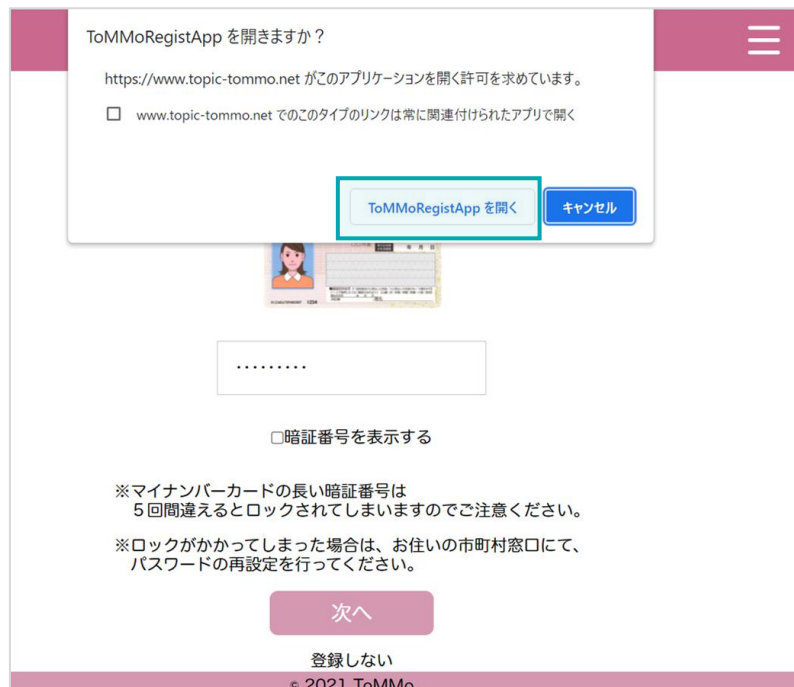 ToMMoRegistApp を開きますか？
https://www.topic-tommo.net がこのアプリケーションを開く許可を求めています。
www.topic-tommo.net でのこのタイプのリンクは常に関連付けられたアプリで開く
ToMMoRegistApp を開く
キャンセル
年 月 日
1234
・・・・・・・・・
暗証番号を表示する
※マイナンバーカードの長い暗証番号は
５回間違えるとロックされてしまいますのでご注意ください。
※ロックがかかってしまった場合は、お住いの市町村窓口にて、
パスワードの再設定を行ってください。
次へ
登録しない
© 2021 ToMMo